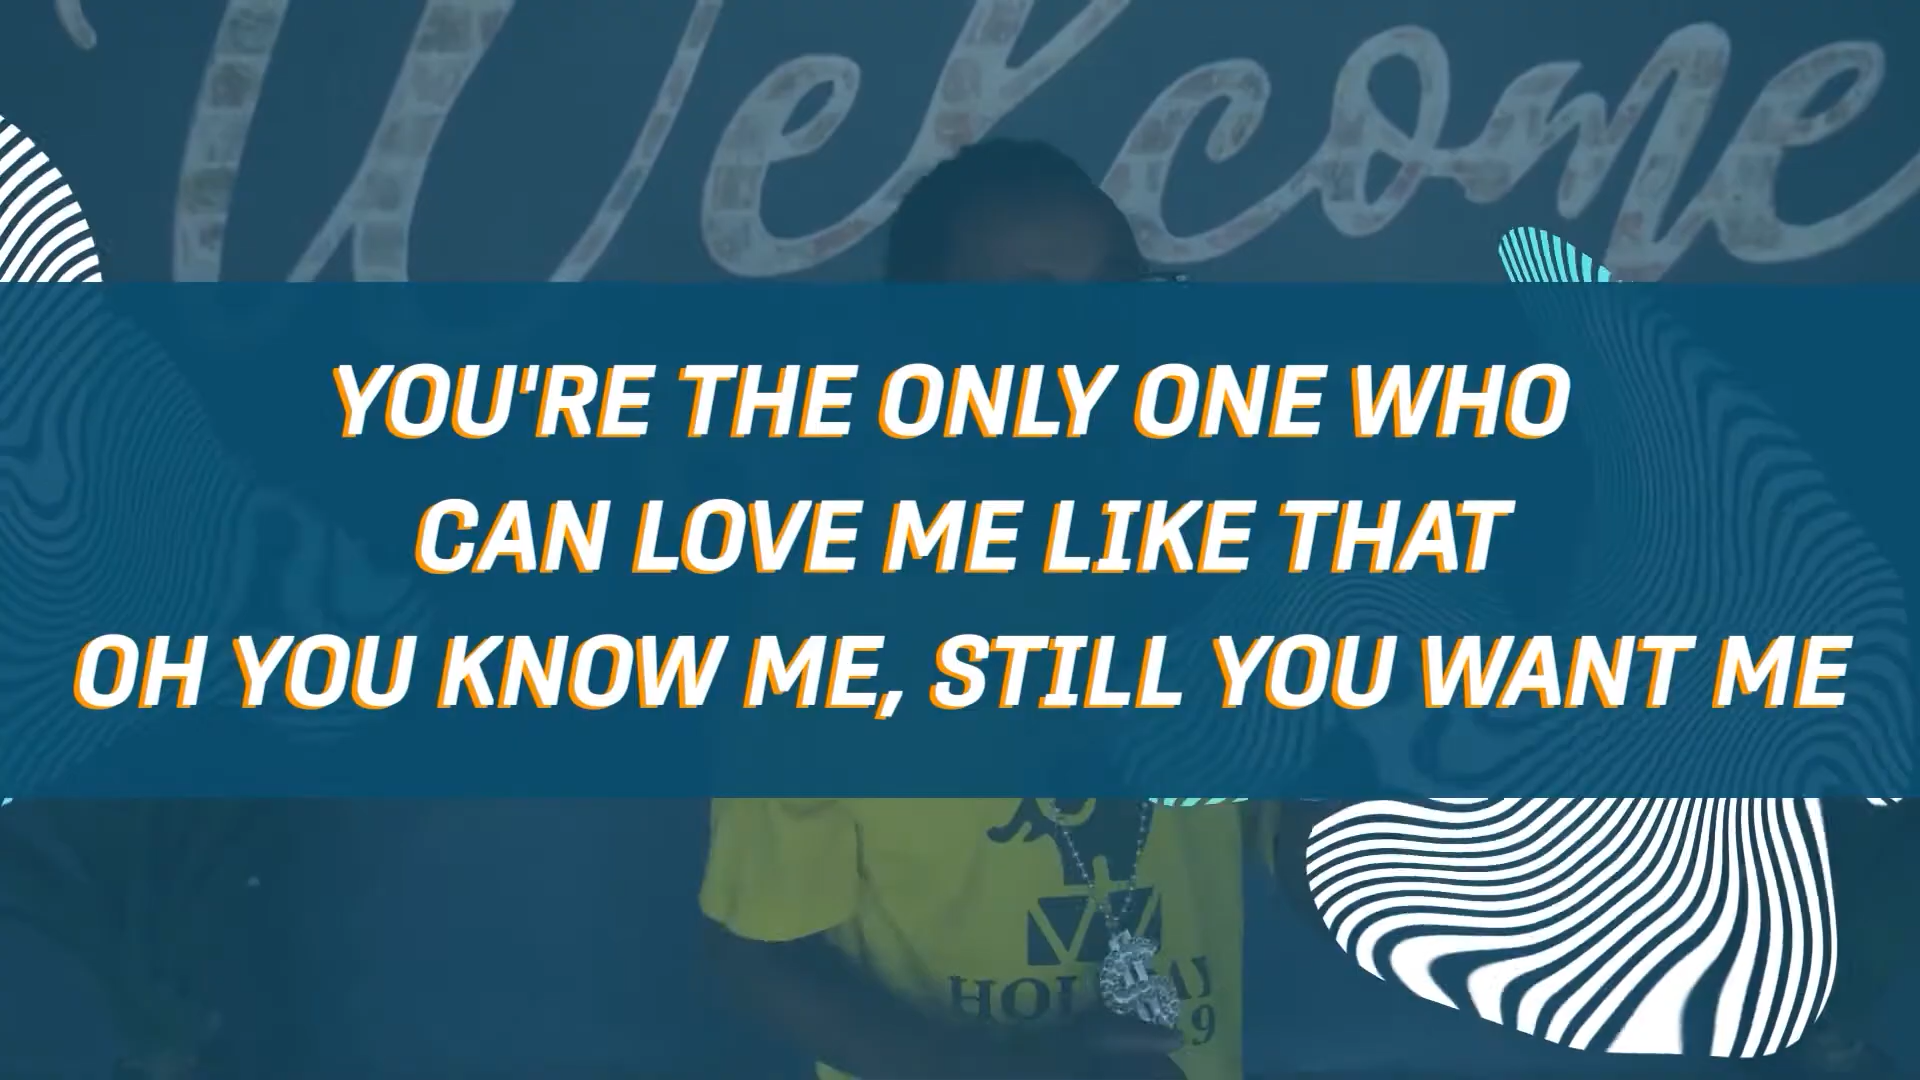 Welcome
YOU'RE THE ONLY ONE WHO
CAN LOVE ME LIKE THAT
OH YOU KNOW ME, STILL YOU WANT ME